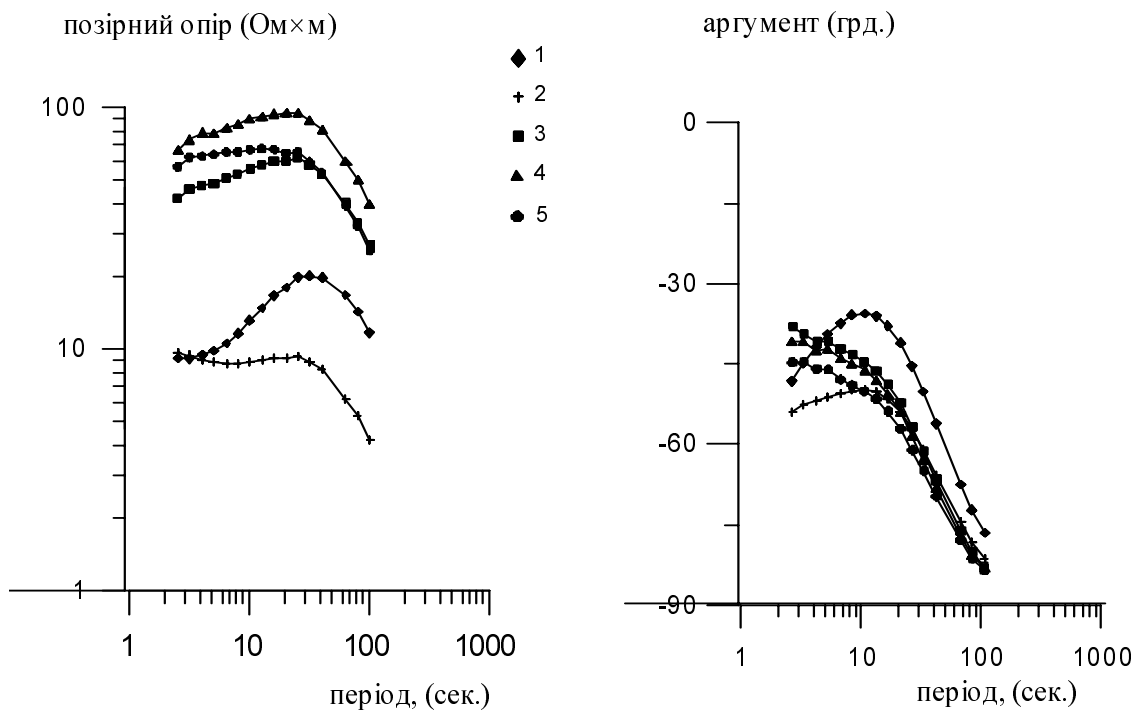 позірний опір (Ом×м)
100
10
1
1 10 100 1000
період, (сек.)
1
2
3
4
5
аргумент (грд.)
0
-30
-60
-90
1 10 100 1000
період, (сек.)